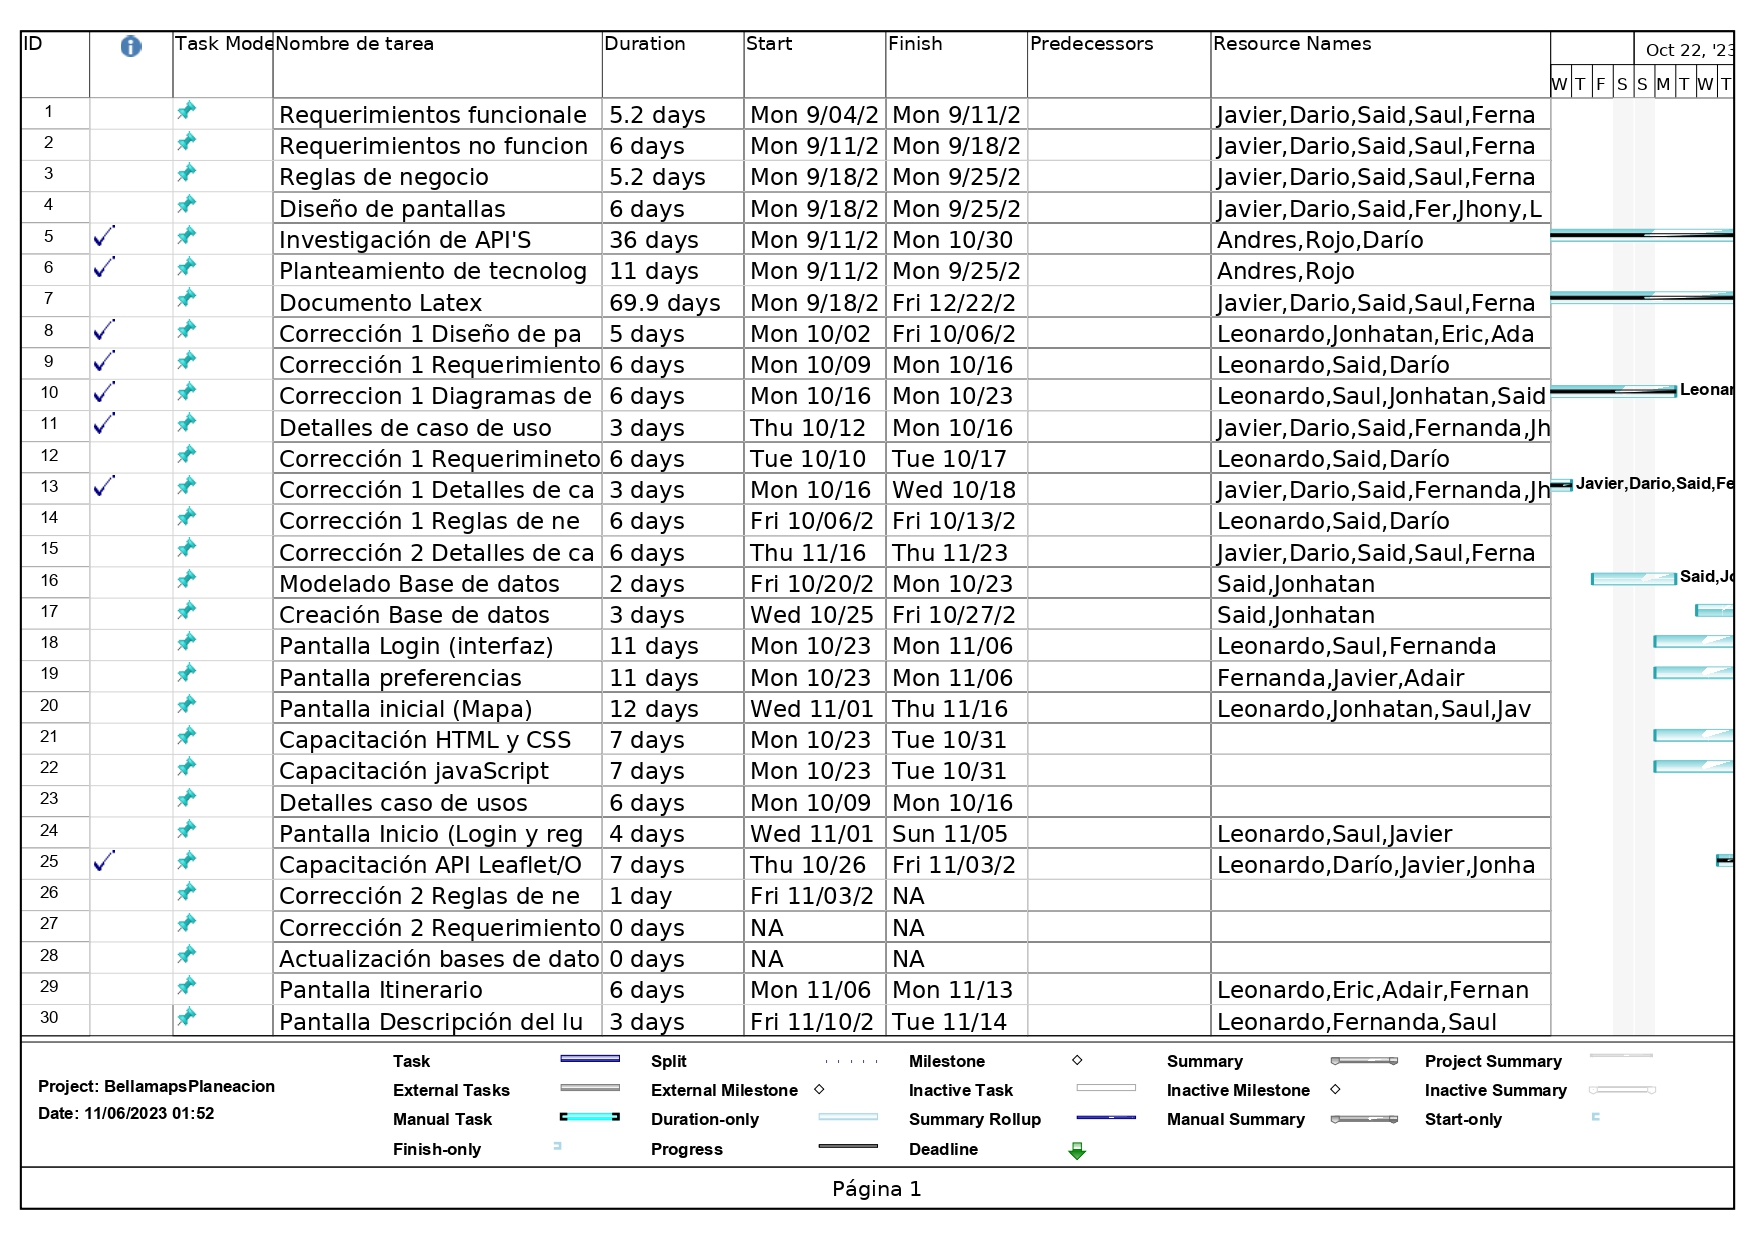 ID Task Mode Nombre de tarea Duration Start Finish Predecessors Resource Names Oct 22, '23
W T F S S M T W T
1 Requerimientos funcionale 5.2 days Mon 9/04/2 Mon 9/11/2 Javier,Dario,Said,Saul,Ferna
2 Requerimientos no funcion 6 days Mon 9/11/2 Mon 9/18/2 Javier,Dario,Said,Saul,Ferna
3 Reglas de negocio 5.2 days Mon 9/18/2 Mon 9/25/2 Javier,Dario,Said,Saul,Ferna
4 Diseño de pantallas 6 days Mon 9/18/2 Mon 9/25/2 Javier,Dario,Said,Fer,Jhony,L
5 Investigación de API'S 36 days Mon 9/11/2 Mon 10/30 Andres,Rojo,Darío
6 Planteamiento de tecnolog 11 days Mon 9/11/2 Mon 9/25/2 Andres,Rojo
7 Documento Latex 69.9 days Mon 9/18/2 Fri 12/22/2 Javier,Dario,Said,Saul,Ferna
8 Corrección 1 Diseño de pa 5 days Mon 10/02 Fri 10/06/2 Leonardo,Jonhatan,Eric,Ada
9 Corrección 1 Requerimiento 6 days Mon 10/09 Mon 10/16 Leonardo,Said,Darío
10 Correccion 1 Diagramas de 6 days Mon 10/16 Mon 10/23 Leonardo,Saul,Jonhatan,Said Leonar
11 Detalles de caso de uso 3 days Thu 10/12 Mon 10/16 Javier,Dario,Said,Fernanda,Jh
12 Corrección 1 Requerimineto 6 days Tue 10/10 Tue 10/17 Leonardo,Said,Darío
13 Corrección 1 Detalles de ca 3 days Mon 10/16 Wed 10/18 Javier,Dario,Said,Fernanda,Jh Javier,Dario,Said,Fe
14 Corrección 1 Reglas de ne 6 days Fri 10/06/2 Fri 10/13/2 Leonardo,Said,Darío
15 Corrección 2 Detalles de ca 6 days Thu 11/16 Thu 11/23 Javier,Dario,Said,Saul,Ferna
16 Modelado Base de datos 2 days Fri 10/20/2 Mon 10/23 Said,Jonhatan Said,Jo
17 Creación Base de datos 3 days Wed 10/25 Fri 10/27/2 Said,Jonhatan
18 Pantalla Login (interfaz) 11 days Mon 10/23 Mon 11/06 Leonardo,Saul,Fernanda
19 Pantalla preferencias 11 days Mon 10/23 Mon 11/06 Fernanda,Javier,Adair
20 Pantalla inicial (Mapa) 12 days Wed 11/01 Thu 11/16 Leonardo,Jonhatan,Saul,Jav
21 Capacitación HTML y CSS 7 days Mon 10/23 Tue 10/31
22 Capacitación javaScript 7 days Mon 10/23 Tue 10/31
23 Detalles caso de usos 6 days Mon 10/09 Mon 10/16
24 Pantalla Inicio (Login y reg 4 days Wed 11/01 Sun 11/05 Leonardo,Saul,Javier
25 Capacitación API Leaflet/O 7 days Thu 10/26 Fri 11/03/2 Leonardo,Darío,Javier,Jonha
26 Corrección 2 Reglas de ne 1 day Fri 11/03/2 NA
27 Corrección 2 Requerimiento 0 days NA NA
28 Actualización bases de dato 0 days NA NA
29 Pantalla Itinerario 6 days Mon 11/06 Mon 11/13 Leonardo,Eric,Adair,Fernan
30 Pantalla Descripción del lu 3 days Fri 11/10/2 Tue 11/14 Leonardo,Fernanda,Saul
Project: BellamapsPlaneacion
Date: 11/06/2023 01:52
Task Split Milestone Summary Project Summary
External Tasks External Milestone Inactive Task Inactive Milestone Inactive Summary
Manual Task Duration-only Summary Rollup Manual Summary Start-only
Finish-only Progress Deadline
Página 1